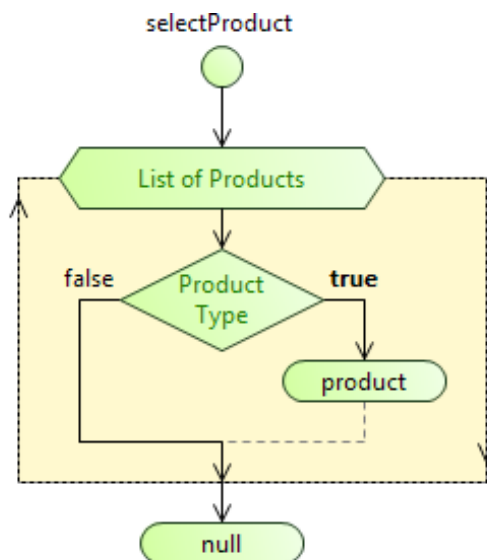 selectProduct
List of Products
false
Product
Type
true
product
null